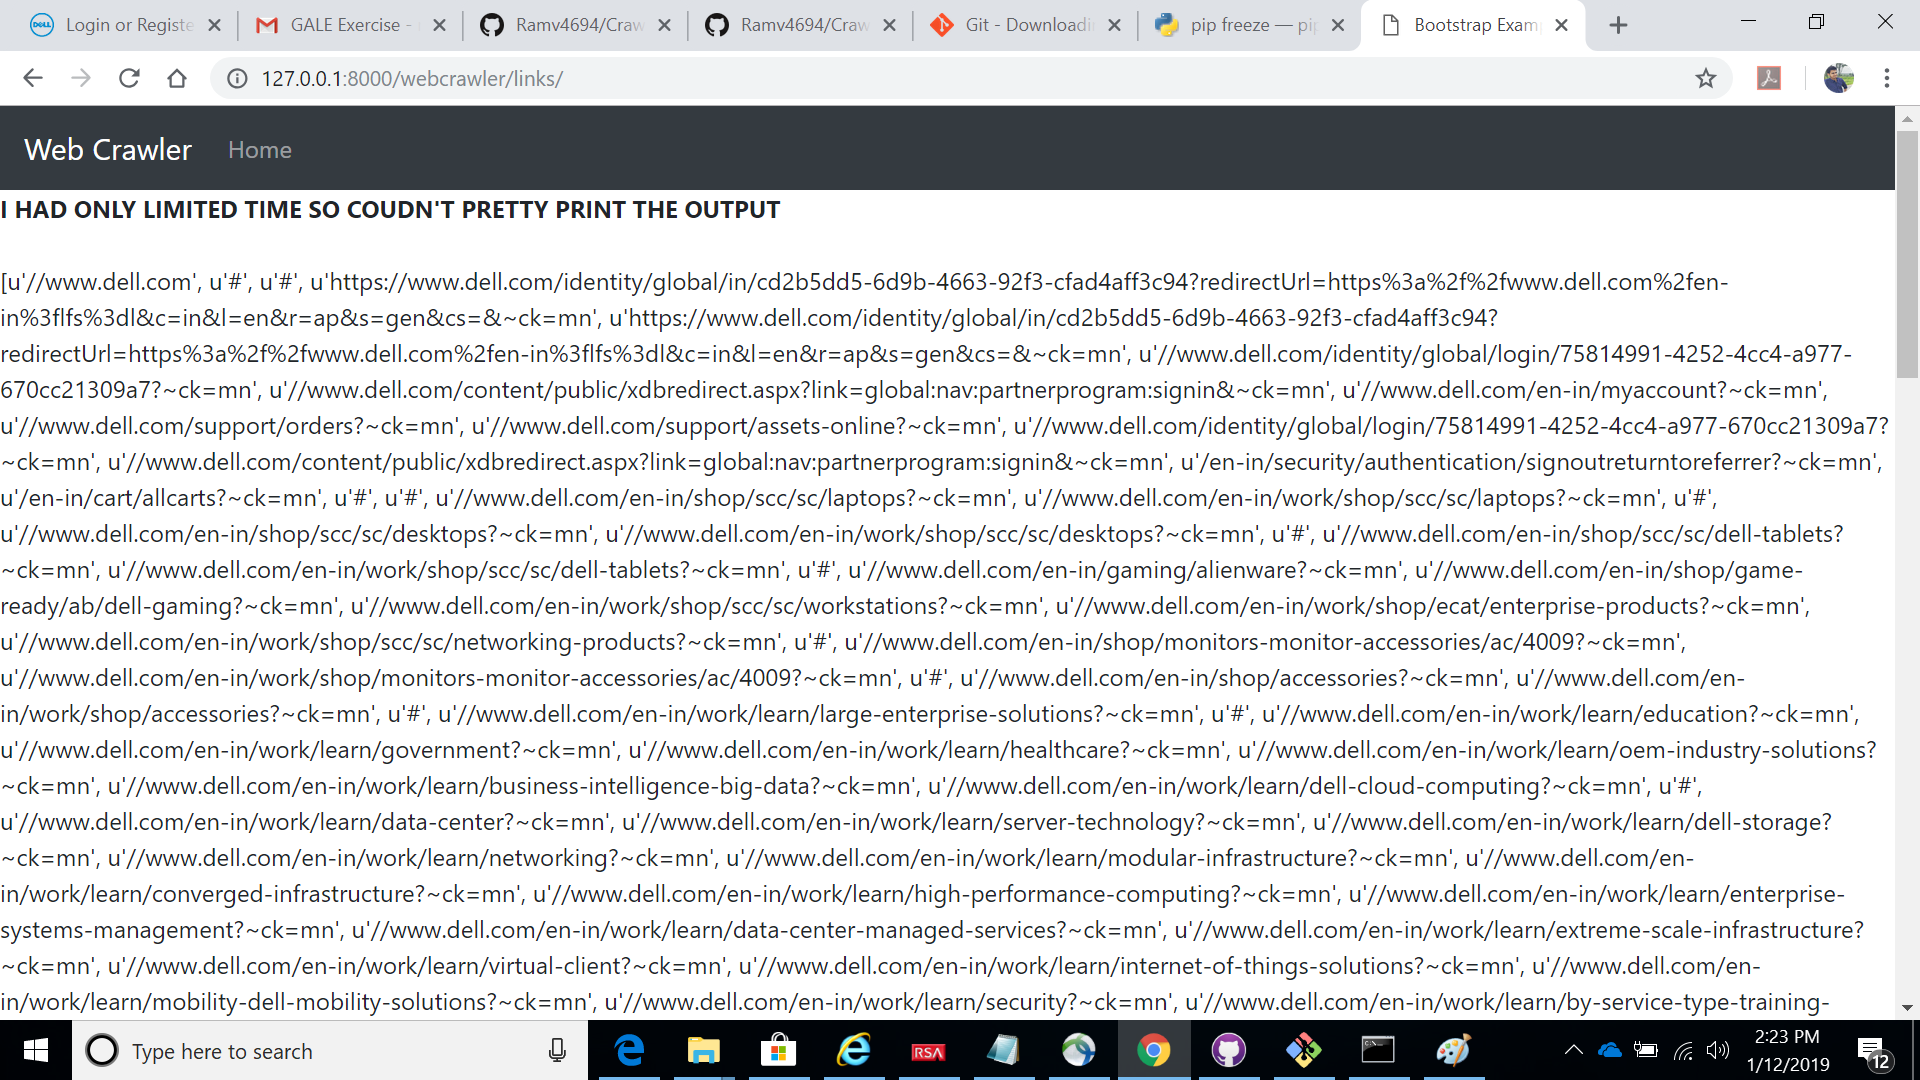 Login or Registe
GALE Exercise -
Ramv4694/Craw
Ramv4694/Craw
Git - Downloadi
pip freeze — pip
Bootstrap Exam
127.0.0.1:8000/webcrawler/links/
Web Crawler Home
I HAD ONLY LIMITED TIME SO COUDN'T PRETTY PRINT THE OUTPUT
[u'//www.dell.com', u'#', u'#', u'https://www.dell.com/identity/global/in/cd2b5dd5-6d9b-4663-92f3-cfad4aff3c94?redirectUrl=https%3a%2f%2fwww.dell.com%2fen-
in%3flfs%3dl&c=in&l=en&r=ap&s=gen&cs=&~ck=mn', u'https://www.dell.com/identity/global/in/cd2b5dd5-6d9b-4663-92f3-cfad4aff3c94?
redirectUrl=https%3a%2f%2fwww.dell.com%2fen-in%3flfs%3dl&c=in&l=en&r=ap&s=gen&cs=&~ck=mn', u'//www.dell.com/identity/global/login/75814991-4252-4cc4-a977-
670cc21309a7?~ck=mn', u'//www.dell.com/content/public/xdbredirect.aspx?link=global:nav:partnerprogram:signin&~ck=mn', u'//www.dell.com/en-in/myaccount?~ck=mn',
u'//www.dell.com/support/orders?~ck=mn', u'//www.dell.com/support/assets-online?~ck=mn', u'//www.dell.com/identity/global/login/75814991-4252-4cc4-a977-670cc21309a7?
~ck=mn', u'//www.dell.com/content/public/xdbredirect.aspx?link=global:nav:partnerprogram:signin&~ck=mn', u'/en-in/security/authentication/signoutreturntoreferrer?~ck=mn',
u'/en-in/cart/allcarts?~ck=mn', u'#', u'#', u'//www.dell.com/en-in/shop/scc/sc/laptops?~ck=mn', u'//www.dell.com/en-in/work/shop/scc/sc/laptops?~ck=mn', u'#',
u'//www.dell.com/en-in/shop/scc/sc/desktops?~ck=mn', u'//www.dell.com/en-in/work/shop/scc/sc/desktops?~ck=mn', u'#', u'//www.dell.com/en-in/shop/scc/sc/dell-tablets?
~ck=mn', u'//www.dell.com/en-in/work/shop/scc/sc/dell-tablets?~ck=mn', u'#', u'//www.dell.com/en-in/gaming/alienware?~ck=mn', u'//www.dell.com/en-in/shop/game-
ready/ab/dell-gaming?~ck=mn', u'//www.dell.com/en-in/work/shop/scc/sc/workstations?~ck=mn', u'//www.dell.com/en-in/work/shop/ecat/enterprise-products?~ck=mn',
u'//www.dell.com/en-in/work/shop/scc/sc/networking-products?~ck=mn', u'#', u'//www.dell.com/en-in/shop/monitors-monitor-accessories/ac/4009?~ck=mn',
u'//www.dell.com/en-in/work/shop/monitors-monitor-accessories/ac/4009?~ck=mn', u'#', u'//www.dell.com/en-in/shop/accessories?~ck=mn', u'//www.dell.com/en-
in/work/shop/accessories?~ck=mn', u'#', u'//www.dell.com/en-in/work/learn/large-enterprise-solutions?~ck=mn', u'#', u'//www.dell.com/en-in/work/learn/education?~ck=mn',
u'//www.dell.com/en-in/work/learn/government?~ck=mn', u'//www.dell.com/en-in/work/learn/healthcare?~ck=mn', u'//www.dell.com/en-in/work/learn/oem-industry-solutions?
~ck=mn', u'//www.dell.com/en-in/work/learn/business-intelligence-big-data?~ck=mn', u'//www.dell.com/en-in/work/learn/dell-cloud-computing?~ck=mn', u'#',
u'//www.dell.com/en-in/work/learn/data-center?~ck=mn', u'//www.dell.com/en-in/work/learn/server-technology?~ck=mn', u'//www.dell.com/en-in/work/learn/dell-storage?
~ck=mn', u'//www.dell.com/en-in/work/learn/networking?~ck=mn', u'//www.dell.com/en-in/work/learn/modular-infrastructure?~ck=mn', u'//www.dell.com/en-
in/work/learn/converged-infrastructure?~ck=mn', u'//www.dell.com/en-in/work/learn/high-performance-computing?~ck=mn', u'//www.dell.com/en-in/work/learn/enterprise-
systems-management?~ck=mn', u'//www.dell.com/en-in/work/learn/data-center-managed-services?~ck=mn', u'//www.dell.com/en-in/work/learn/extreme-scale-infrastructure?
~ck=mn', u'//www.dell.com/en-in/work/learn/virtual-client?~ck=mn', u'//www.dell.com/en-in/work/learn/internet-of-things-solutions?~ck=mn', u'//www.dell.com/en-
in/work/learn/mobility-dell-mobility-solutions?~ck=mn', u'//www.dell.com/en-in/work/learn/security?~ck=mn', u'//www.dell.com/en-in/work/learn/by-service-type-training-
Type here to search
RSA
2:23 PM
1/12/2019
12